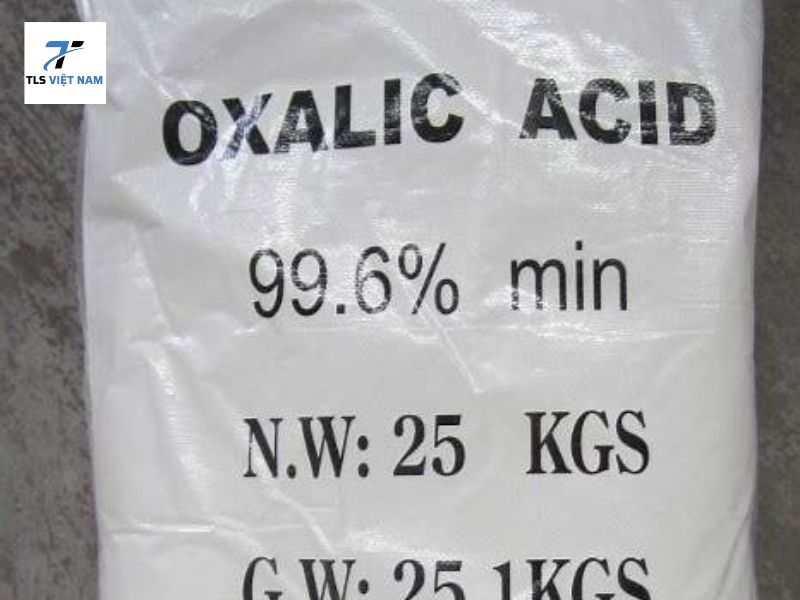 TLS VIỆT NAM
OXALIC ACID
99.6% min
N.W: 25 KGS
G.W: 25.1KGS